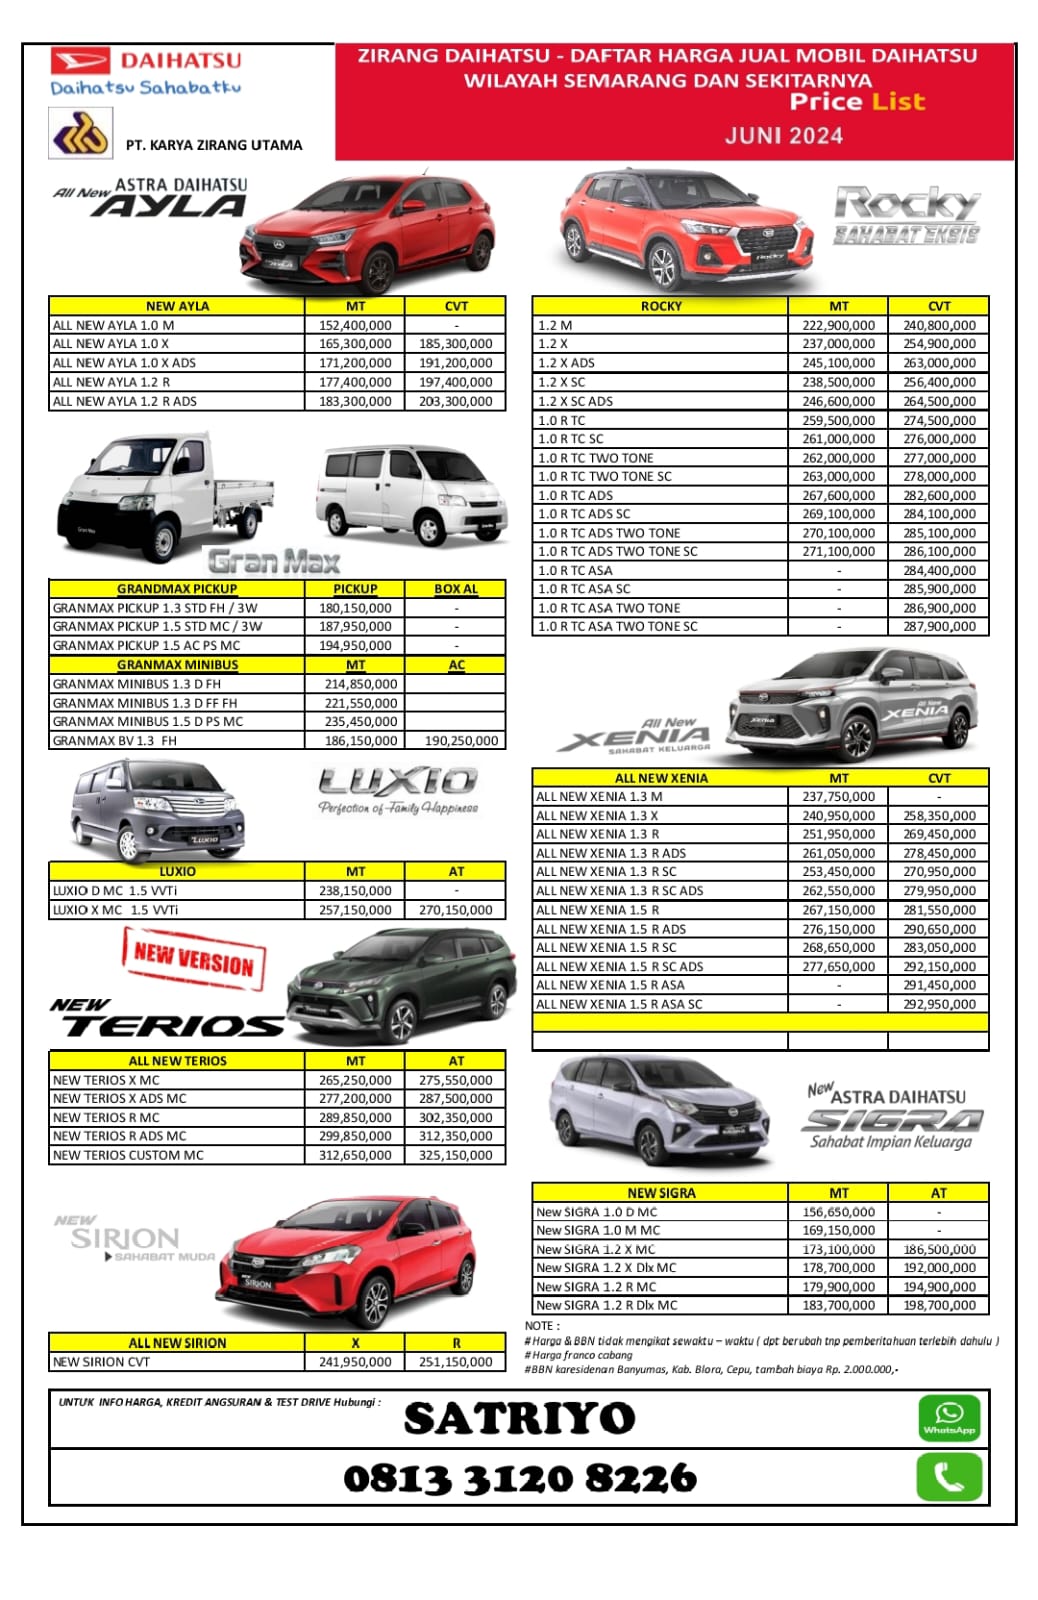 DAIHATSU
Daihatsu Sahabatku
PT. KARYA ZIRANG UTAMA
ZIRANG DAIHATSU - DAFTAR HARGA JUAL MOBIL DAIHATSU
WILAYAH SEMARANG DAN SEKITARNYA
Price List
JUNI 2024
All New ASTRA DAIHATSU
AYLA
NEW AYLA MT CVT
ALL NEW AYLA 1.0 M 152,400,000 -
ALL NEW AYLA 1.0 X 165,300,000 185,300,000
ALL NEW AYLA 1.0 X ADS 171,200,000 191,200,000
ALL NEW AYLA 1.2 R 177,400,000 197,400,000
ALL NEW AYLA 1.2 R ADS 183,300,000 203,300,000
Gran Max
GRANDMAX PICKUP PICKUP BOX AL
GRANMAX PICKUP 1.3 STD FH / 3W 180,150,000 -
GRANMAX PICKUP 1.5 STD MC / 3W 187,950,000 -
GRANMAX PICKUP 1.5 AC PS MC 194,950,000 -
GRANMAX MINIBUS MT AC
GRANMAX MINIBUS 1.3 D FH 214,850,000
GRANMAX MINIBUS 1.3 D FF FH 221,550,000
GRANMAX MINIBUS 1.5 D PS MC 235,450,000
GRANMAX BV 1.3 FH 186,150,000 190,250,000
LUXIO
Perfection of Family Happiness
LUXIO MT AT
LUXIO D MC 1.5 VVTi 238,150,000 -
LUXIO X MC 1.5 VVTi 257,150,000 270,150,000
NEW VERSION
NEW
TERIOS
ALL NEW TERIOS MT AT
NEW TERIOS X MC 265,250,000 275,550,000
NEW TERIOS X ADS MC 277,200,000 287,500,000
NEW TERIOS R MC 289,850,000 302,350,000
NEW TERIOS R ADS MC 299,850,000 312,350,000
NEW TERIOS CUSTOM MC 312,650,000 325,150,000
NEW
SIRION
SAHABAT MUDA
ALL NEW SIRION X R
NEW SIRION CVT 241,950,000 251,150,000
Rocky
SAHABAT EKSIS
ROCKY MT CVT
1.2 M 222,900,000 240,800,000
1.2 X 237,000,000 254,900,000
1.2 X ADS 245,100,000 263,000,000
1.2 X SC 238,500,000 256,400,000
1.2 X SC ADS 246,600,000 264,500,000
1.0 R TC 259,500,000 274,500,000
1.0 R TC SC 261,000,000 276,000,000
1.0 R TC TWO TONE 262,000,000 277,000,000
1.0 R TC TWO TONE SC 263,000,000 278,000,000
1.0 R TC ADS 267,600,000 282,600,000
1.0 R TC ADS SC 269,100,000 284,100,000
1.0 R TC ADS TWO TONE 270,100,000 285,100,000
1.0 R TC ADS TWO TONE SC 271,100,000 286,100,000
1.0 R TC ASA - 284,400,000
1.0 R TC ASA SC - 285,900,000
1.0 R TC ASA TWO TONE - 286,900,000
1.0 R TC ASA TWO TONE SC - 287,900,000
All New
XENIA
SAHABAT KELUARGA
All New
XENIA
ALL NEW XENIA MT CVT
ALL NEW XENIA 1.3 M 237,750,000 -
ALL NEW XENIA 1.3 X 240,950,000 258,350,000
ALL NEW XENIA 1.3 R 251,950,000 269,450,000
ALL NEW XENIA 1.3 R ADS 261,050,000 278,450,000
ALL NEW XENIA 1.3 R SC 253,450,000 270,950,000
ALL NEW XENIA 1.3 R SC ADS 262,550,000 279,950,000
ALL NEW XENIA 1.5 R 267,150,000 281,550,000
ALL NEW XENIA 1.5 R ADS 276,150,000 290,650,000
ALL NEW XENIA 1.5 R SC 268,650,000 283,050,000
ALL NEW XENIA 1.5 R SC ADS 277,650,000 292,150,000
ALL NEW XENIA 1.5 R ASA - 291,450,000
ALL NEW XENIA 1.5 R ASA SC - 292,950,000
New ASTRA DAIHATSU
SIGRA
Sahabat Impian Keluarga
NEW SIGRA MT AT
New SIGRA 1.0 D MC 156,650,000 -
New SIGRA 1.0 M MC 169,150,000 -
New SIGRA 1.2 X MC 173,100,000 186,500,000
New SIGRA 1.2 X Dlx MC 178,700,000 192,000,000
New SIGRA 1.2 R MC 179,900,000 194,900,000
New SIGRA 1.2 R Dlx MC 183,700,000 198,700,000
NOTE :
# Harga & BBN tidak mengikat sewaktu – waktu ( dpt berubah tnp pemberitahuan terlebih dahulu )
# Harga franco cabang
#BBN karesidenan Banyumas, Kab. Blora, Cepu, tambah biaya Rp. 2.000.000,-
UNTUK INFO HARGA, KREDIT ANGSURAN & TEST DRIVE Hubungi :
SATRIYO
WhatsApp
0813 3120 8226